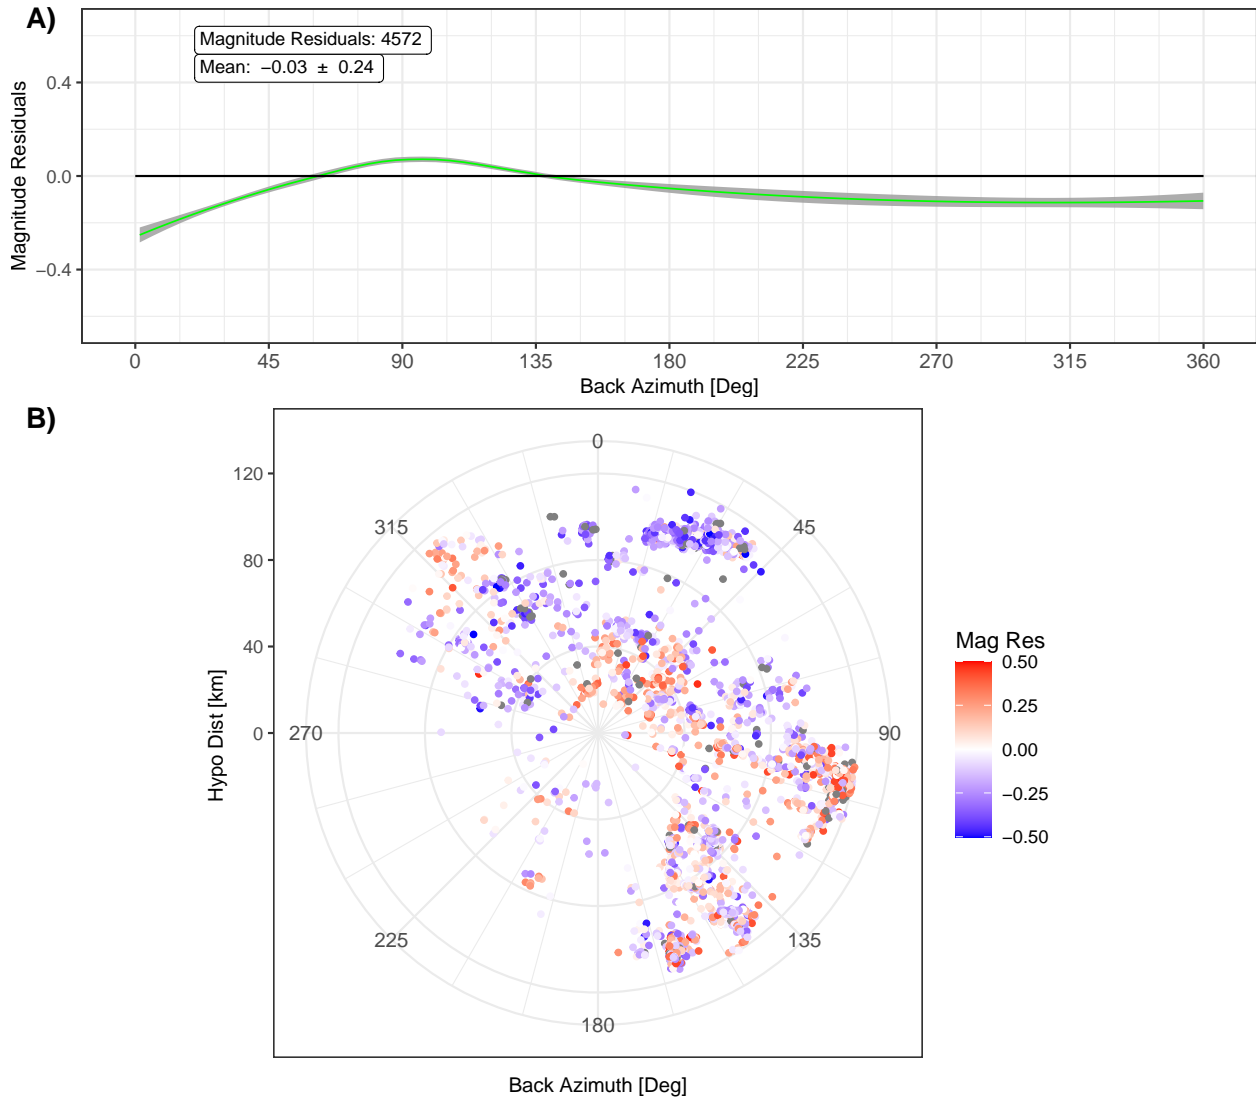 A)
Magnitude Residuals: 4572
Mean: −0.03 ± 0.24
Magnitude Residuals
0.4
0.0
−0.4
0 45 90 135 180 225 270 315 360
Back Azimuth [Deg]
B)
Hypo Dist [km]
120
80
40
0
0
45
90
135
180
225
270
315
Back Azimuth [Deg]
Mag Res
0.50
0.25
0.00
−0.25
−0.50